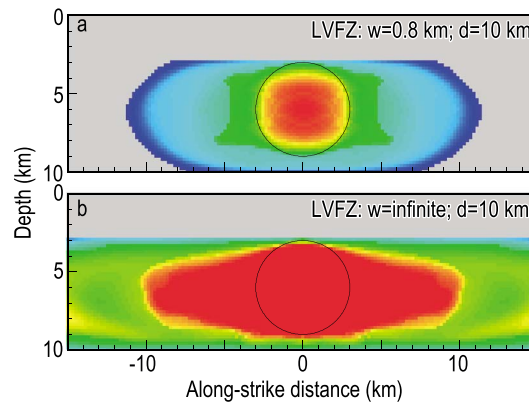 a
LVFZ: w=0.8 km; d=10 km
0
5
10
b
LVFZ: w=infinite; d=10 km
0
5
10
Depth (km)
-10 0 10
Along-strike distance (km)